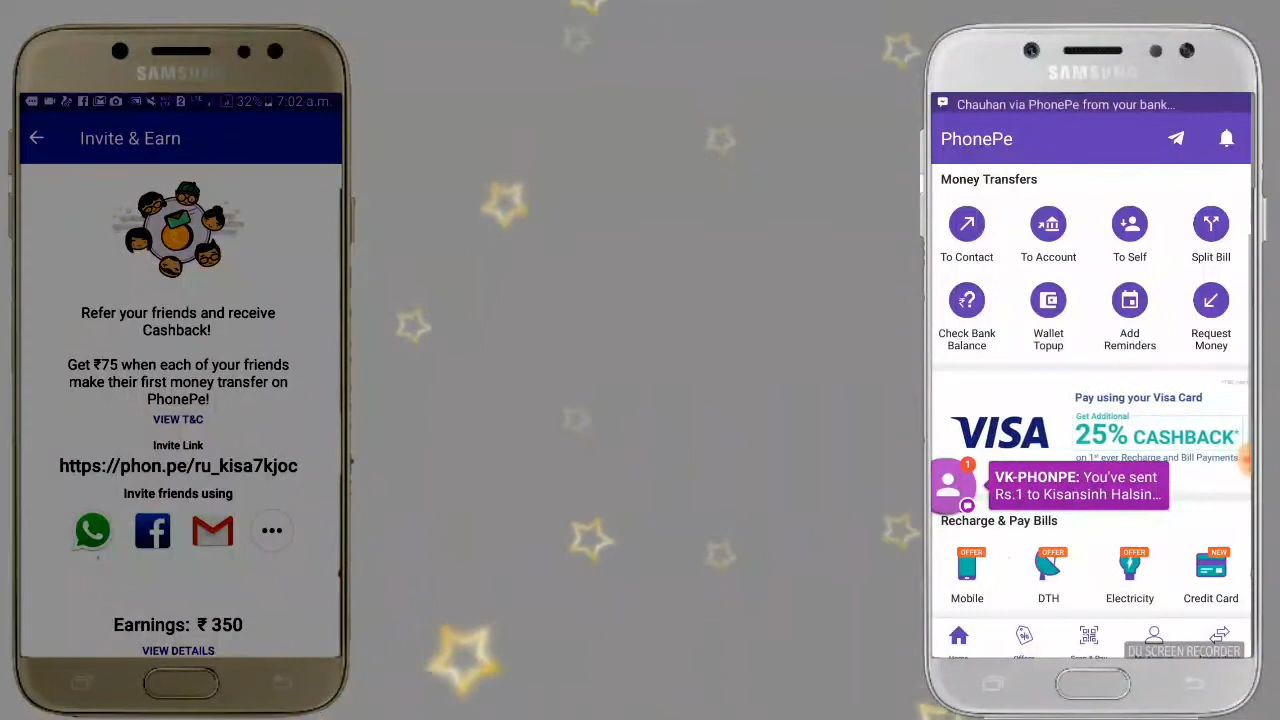 SAMSUNG
32% 7:02 a.m.
Invite & Earn
Refer your friends and receive
Cashback!
Get ₹75 when each of your friends
make their first money transfer on
PhonePe!
VIEW T&C
Invite Link
https://phon.pe/ru_kisa7kjoc
Invite friends using
Earnings: ₹ 350
VIEW DETAILS
SAMSUNG
Chauhan via PhonePe from your bank...
PhonePe
Money Transfers
To Contact
To Account
To Self
Split Bill
Check Bank
Balance
Wallet
Topup
Add
Reminders
Request
Money
Pay using your Visa Card
VISA
Get Additional
25% CASHBACK*
on 1st ever Recharge and Bill Payments
1
VK-PHONPE: You've sent
Rs.1 to Kisansinh Halsin...
Recharge & Pay Bills
OFFER
OFFER
OFFER
NEW
Mobile
DTH
Electricity
Credit Card
DU SCREEN RECORDER